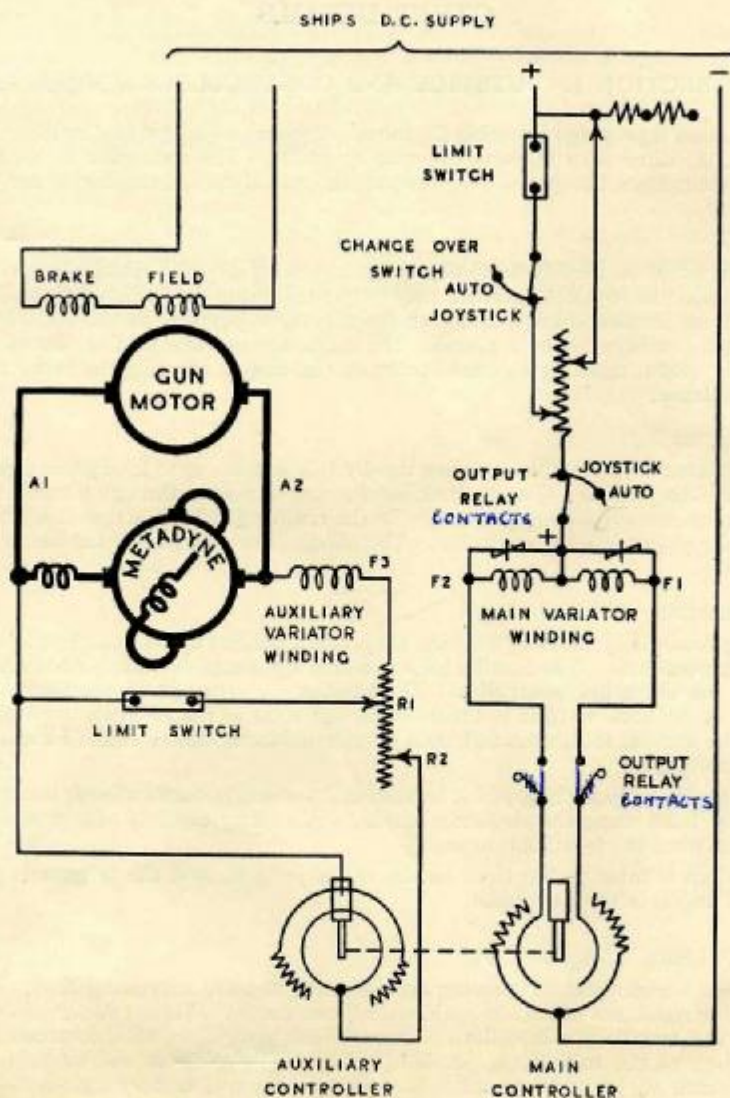 SHIPS D.C. SUPPLY
+
−
LIMIT
SWITCH
CHANGE OVER
SWITCH
AUTO
JOYSTICK
BRAKE
FIELD
GUN
MOTOR
A1
A2
OUTPUT
RELAY
CONTACTS
JOYSTICK
AUTO
METADYNE
+
F3
F2
F1
AUXILIARY
VARIATOR
WINDING
MAIN VARIATOR
WINDING
R1
LIMIT SWITCH
R2
OUTPUT
RELAY
CONTACTS
AUXILIARY
CONTROLLER
MAIN
CONTROLLER